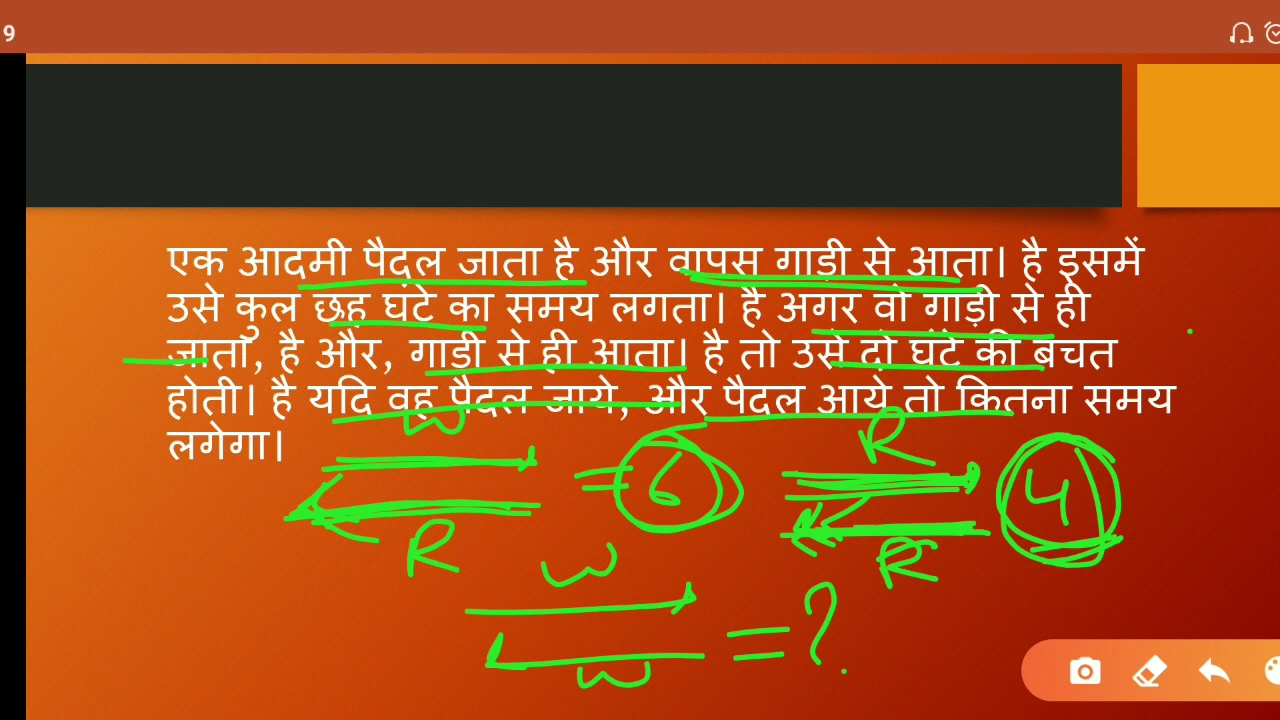 9
एक आदमी पैदल जाता है और वापस गाडी से आता। है इसमें
उसे कुल छह घंटे का समय लगता। है अगर वो गाड़ी से ही
जाता, है और, गाडी से ही आता। है तो उसे दो घंटे की बचत
होती। है यदि वह पैदल जाये, और पैदल आये तो कितना समय
लगेगा।
W R
= 6 4
R R
W
= ?
W